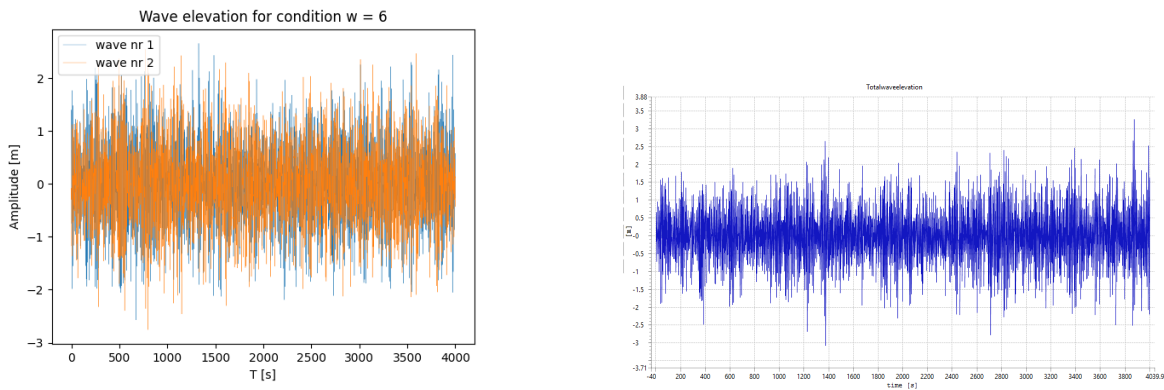 Wave elevation for condition w = 6
wave nr 1
wave nr 2
2
1
0
−1
−2
−3
Amplitude [m]
0 500 1000 1500 2000 2500 3000 3500 4000
T [s]
Totalwaveelevation
3.88
3.5
3
2.5
2
1.5
1
0.5
-0
-0.5
-1
-1.5
-2
-2.5
-3
-3.71
[m]
-40 200 400 600 800 1000 1200 1400 1600 1800 2000 2200 2400 2600 2800 3000 3200 3400 3600 3800 4039.9
time [s]